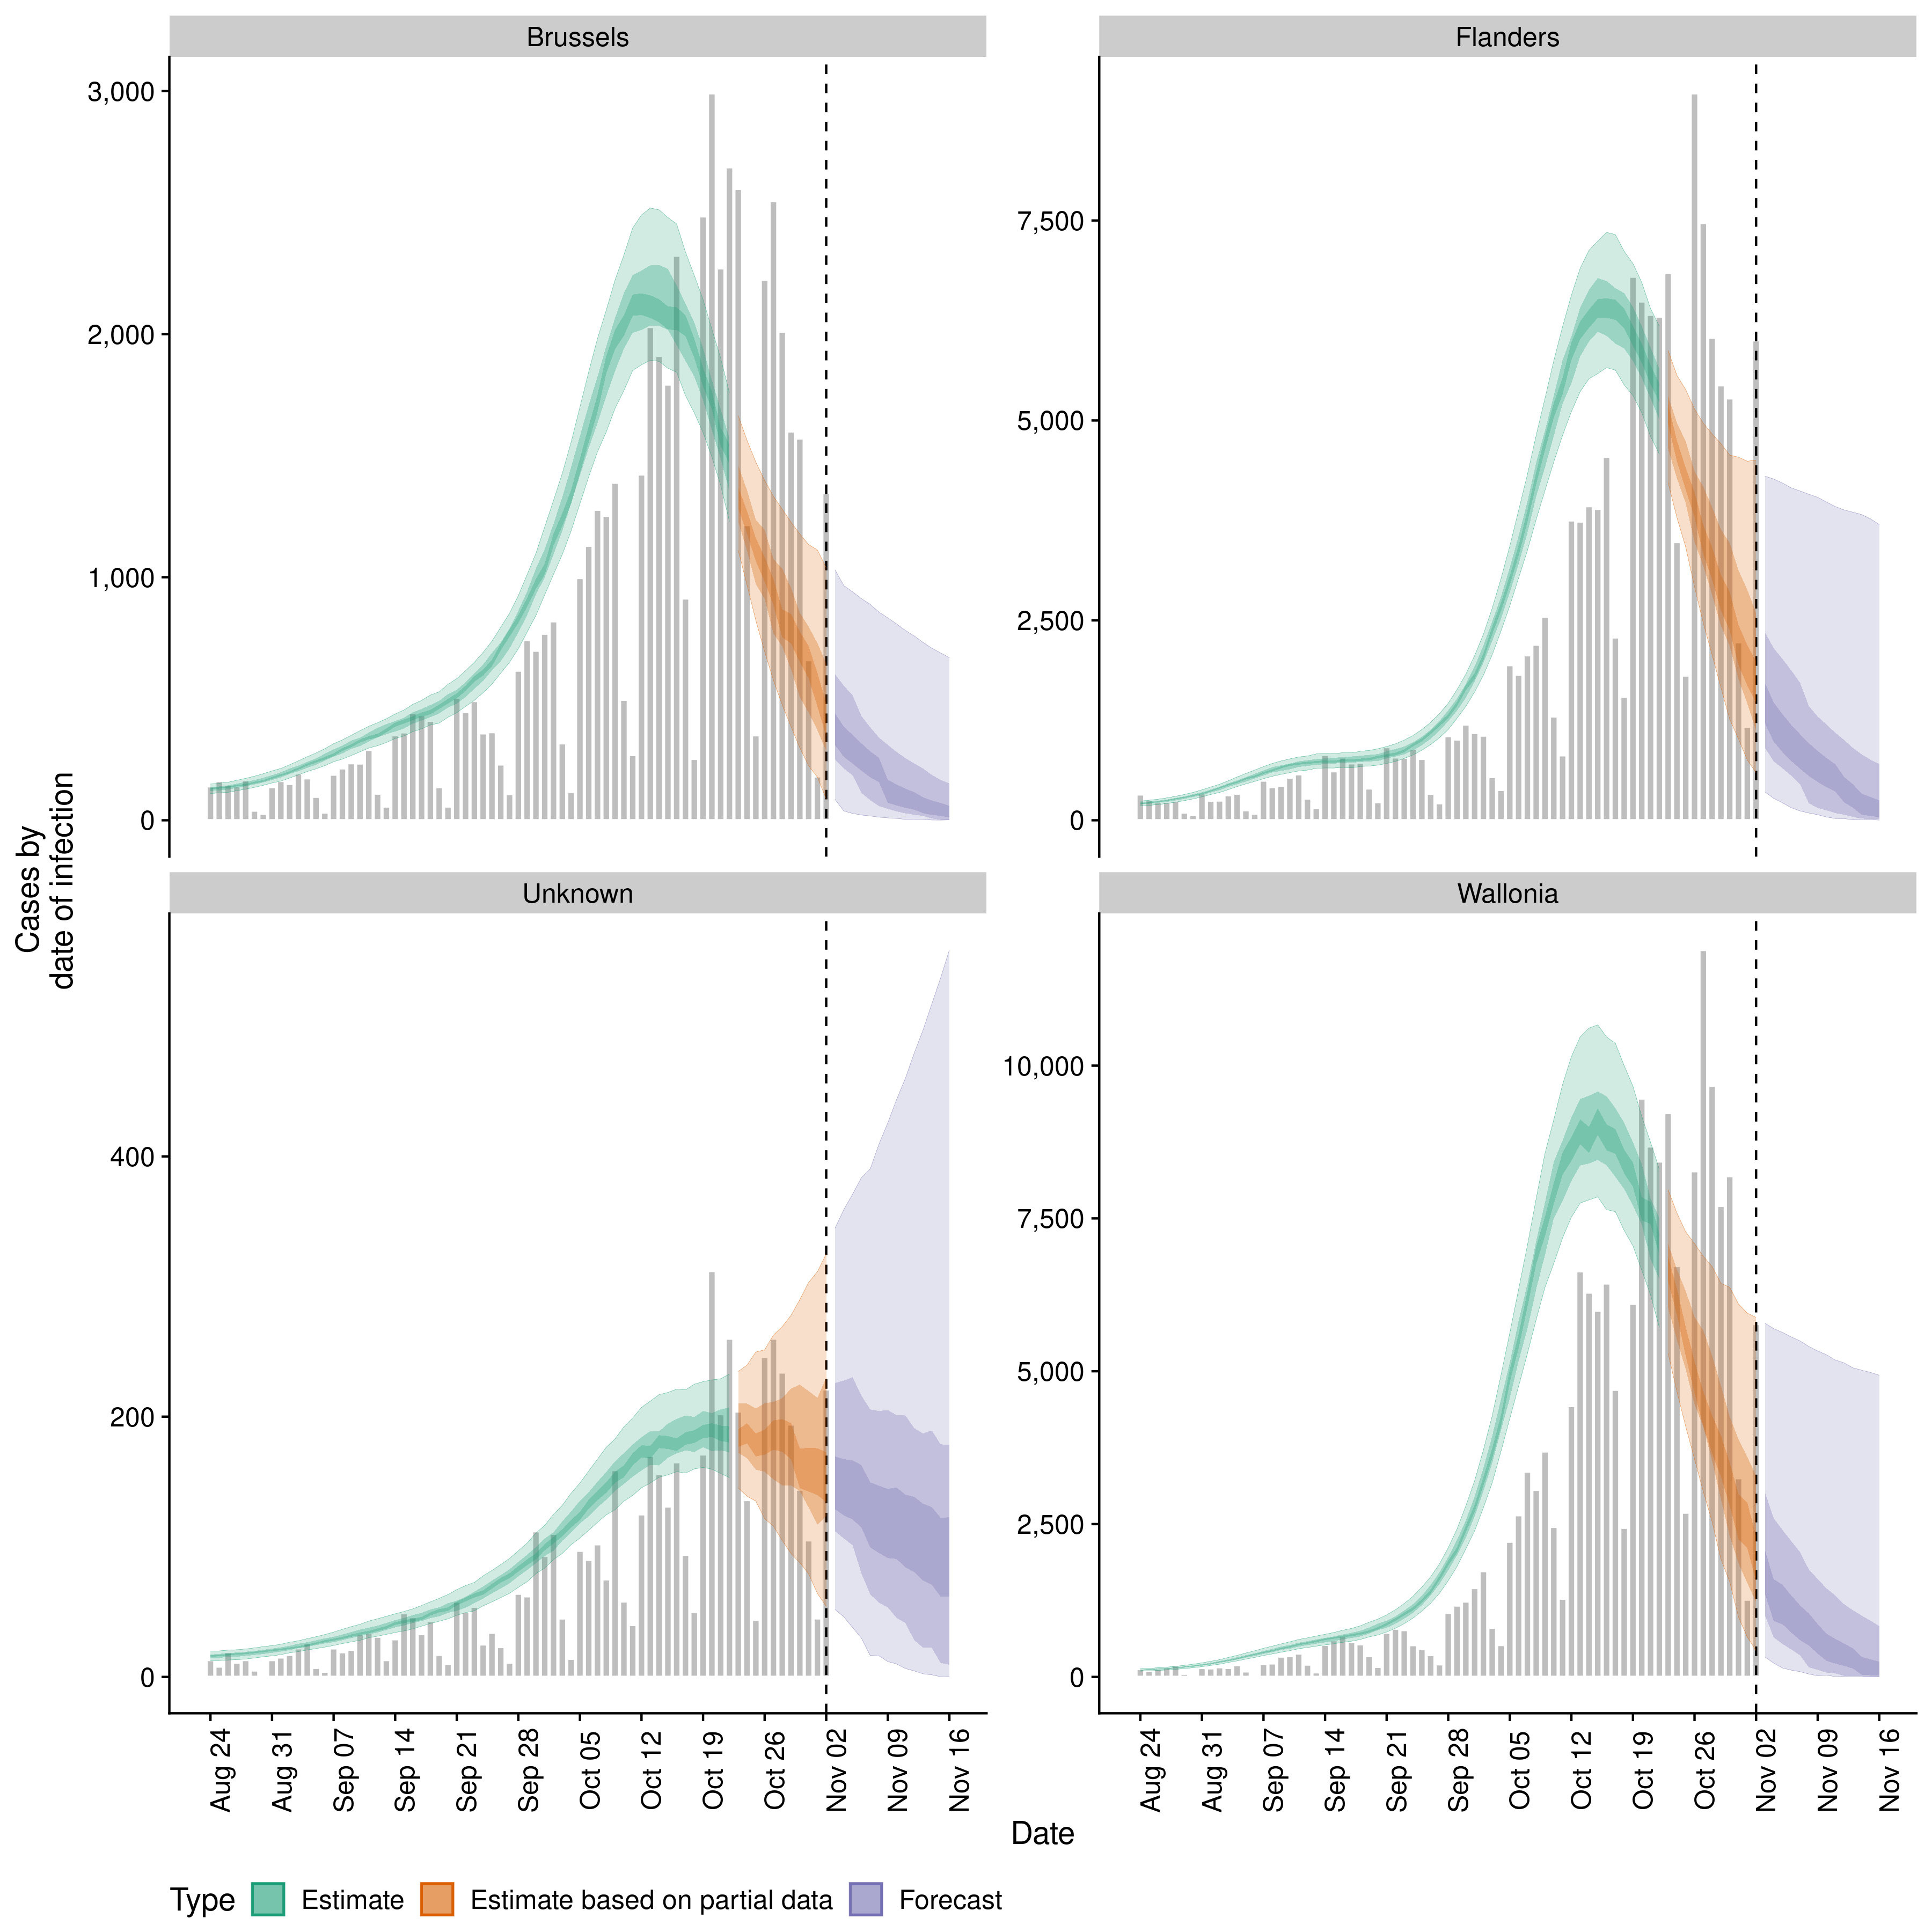 Brussels
Flanders
3,000
2,000
1,000
0
7,500
5,000
2,500
0
Cases by
date of infection
Unknown
Wallonia
400
200
0
10,000
7,500
5,000
2,500
0
Aug 24
Aug 31
Sep 07
Sep 14
Sep 21
Sep 28
Oct 05
Oct 12
Oct 19
Oct 26
Nov 02
Nov 09
Nov 16
Aug 24
Aug 31
Sep 07
Sep 14
Sep 21
Sep 28
Oct 05
Oct 12
Oct 19
Oct 26
Nov 02
Nov 09
Nov 16
Date
Type Estimate Estimate based on partial data Forecast